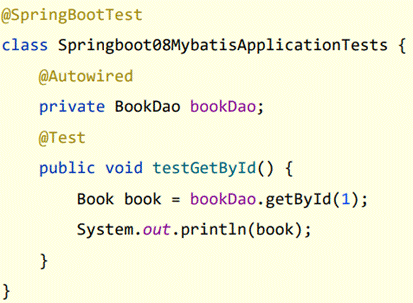 @SpringBootTest
class Springboot08MybatisApplicationTests {
    @Autowired
    private BookDao bookDao;
    @Test
    public void testGetById() {
        Book book = bookDao.getById(1);
        System.out.println(book);
    }
}